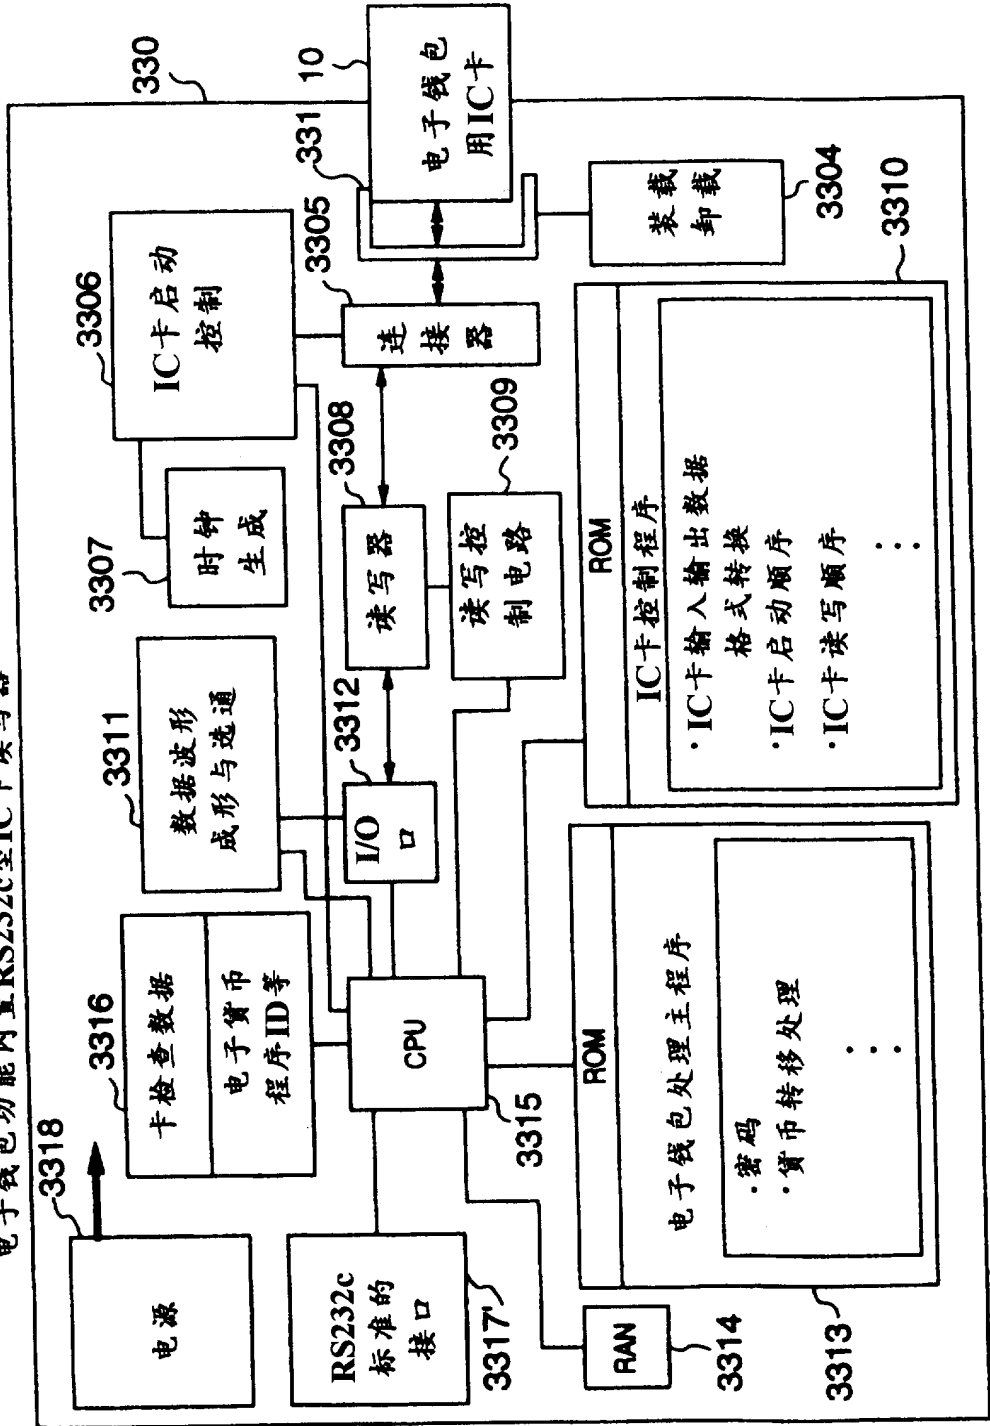 电子钱包功能内置RS232c型IC卡读写器
3318
电源
RS232c
标准的
接口
3317'
3316
卡检查数据
电子货币
程序ID等
3311
数据波形
成形与选通
3307
时钟
生成
3306
IC卡启动
控制
330
10
电子钱包
用IC卡
331
3305
连接器
装载
卸载
3304
3308
读写器
3309
读写控
制电路
3312
I/O
口
CPU
3315
RAN
3314
ROM
电子钱包处理主程序
·密码
·货币转移处理
3313
ROM
IC卡控制程序
·IC卡输入输出数据
格式转换
·IC卡启动顺序
·IC卡读写顺序
3310